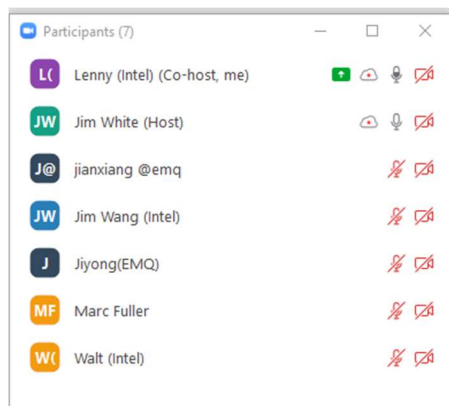 Participants (7)
L( Lenny (Intel) (Co-host, me)
JW Jim White (Host)
J@ jianxiang @emq
JW Jim Wang (Intel)
J Jiyong(EMQ)
MF Marc Fuller
W( Walt (Intel)